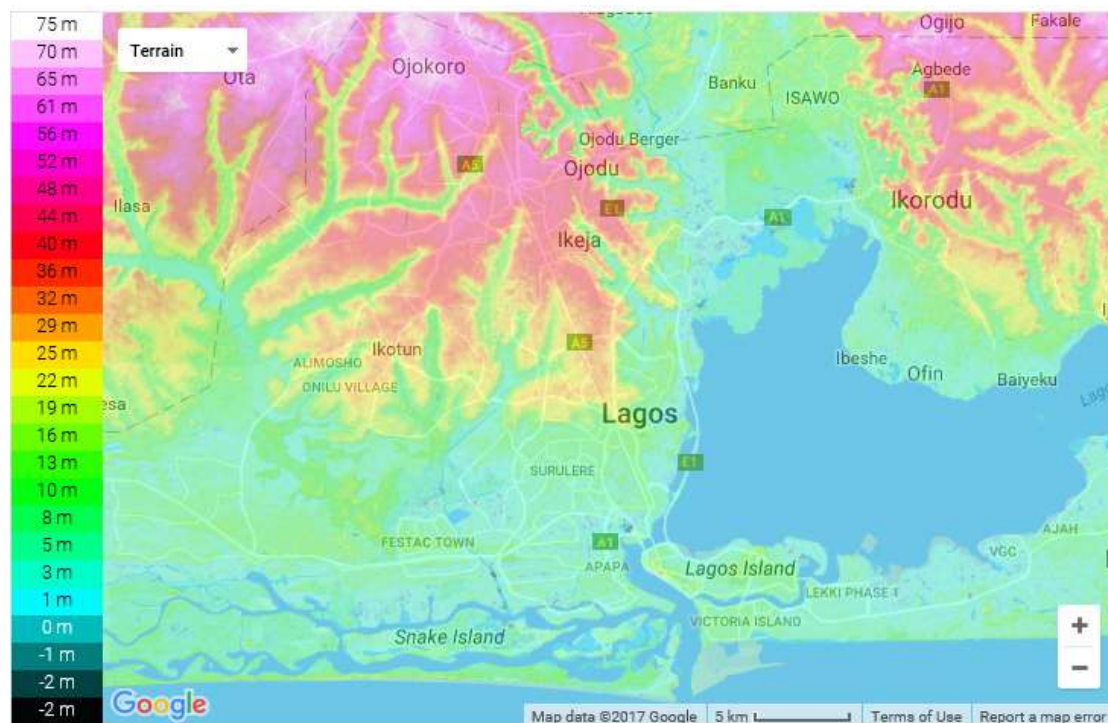 75 m
70 m
65 m
61 m
56 m
52 m
48 m
44 m
40 m
36 m
32 m
29 m
25 m
22 m
19 m
16 m
13 m
10 m
8 m
5 m
3 m
1 m
0 m
-1 m
-2 m
-2 m
Terrain
Ogijo
Fakale
Ota
Ojokoro
Banku
Agbede
A1
ISAWO
Ojodu Berger
A5
Ojodu
Ilasa
E1
Ikorodu
A1
Ikeja
A5
Ikotun
ALIMOSHO
Ibeshe
Ofin
Baiyeku
ONILU VILLAGE
esa
Lagos
E1
SURULERE
FESTAC TOWN
A1
AJAH
VGC
APAPA
Lagos Island
LEKKI PHASE 1
VICTORIA ISLAND
Snake Island
+
−
Google
Map data ©2017 Google
5 km
Terms of Use
Report a map error